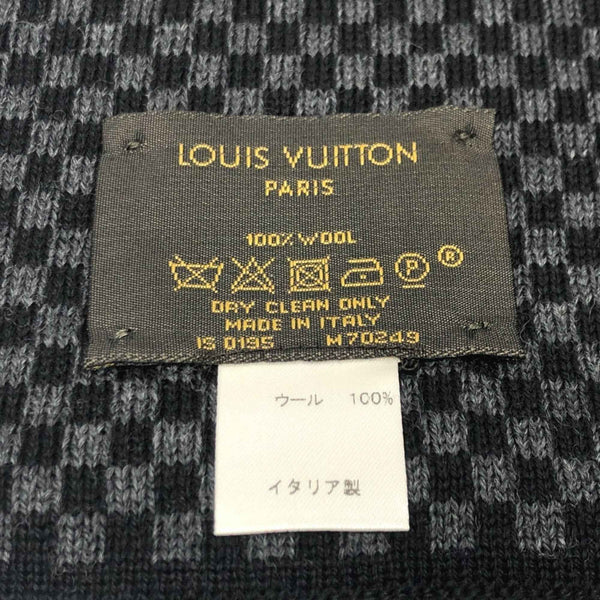 LOUIS VUITTON
PARIS
100% WOOL
P ®
DRY CLEAN ONLY
MADE IN ITALY
IS 0195 M70249
ウール 100%
イタリア製